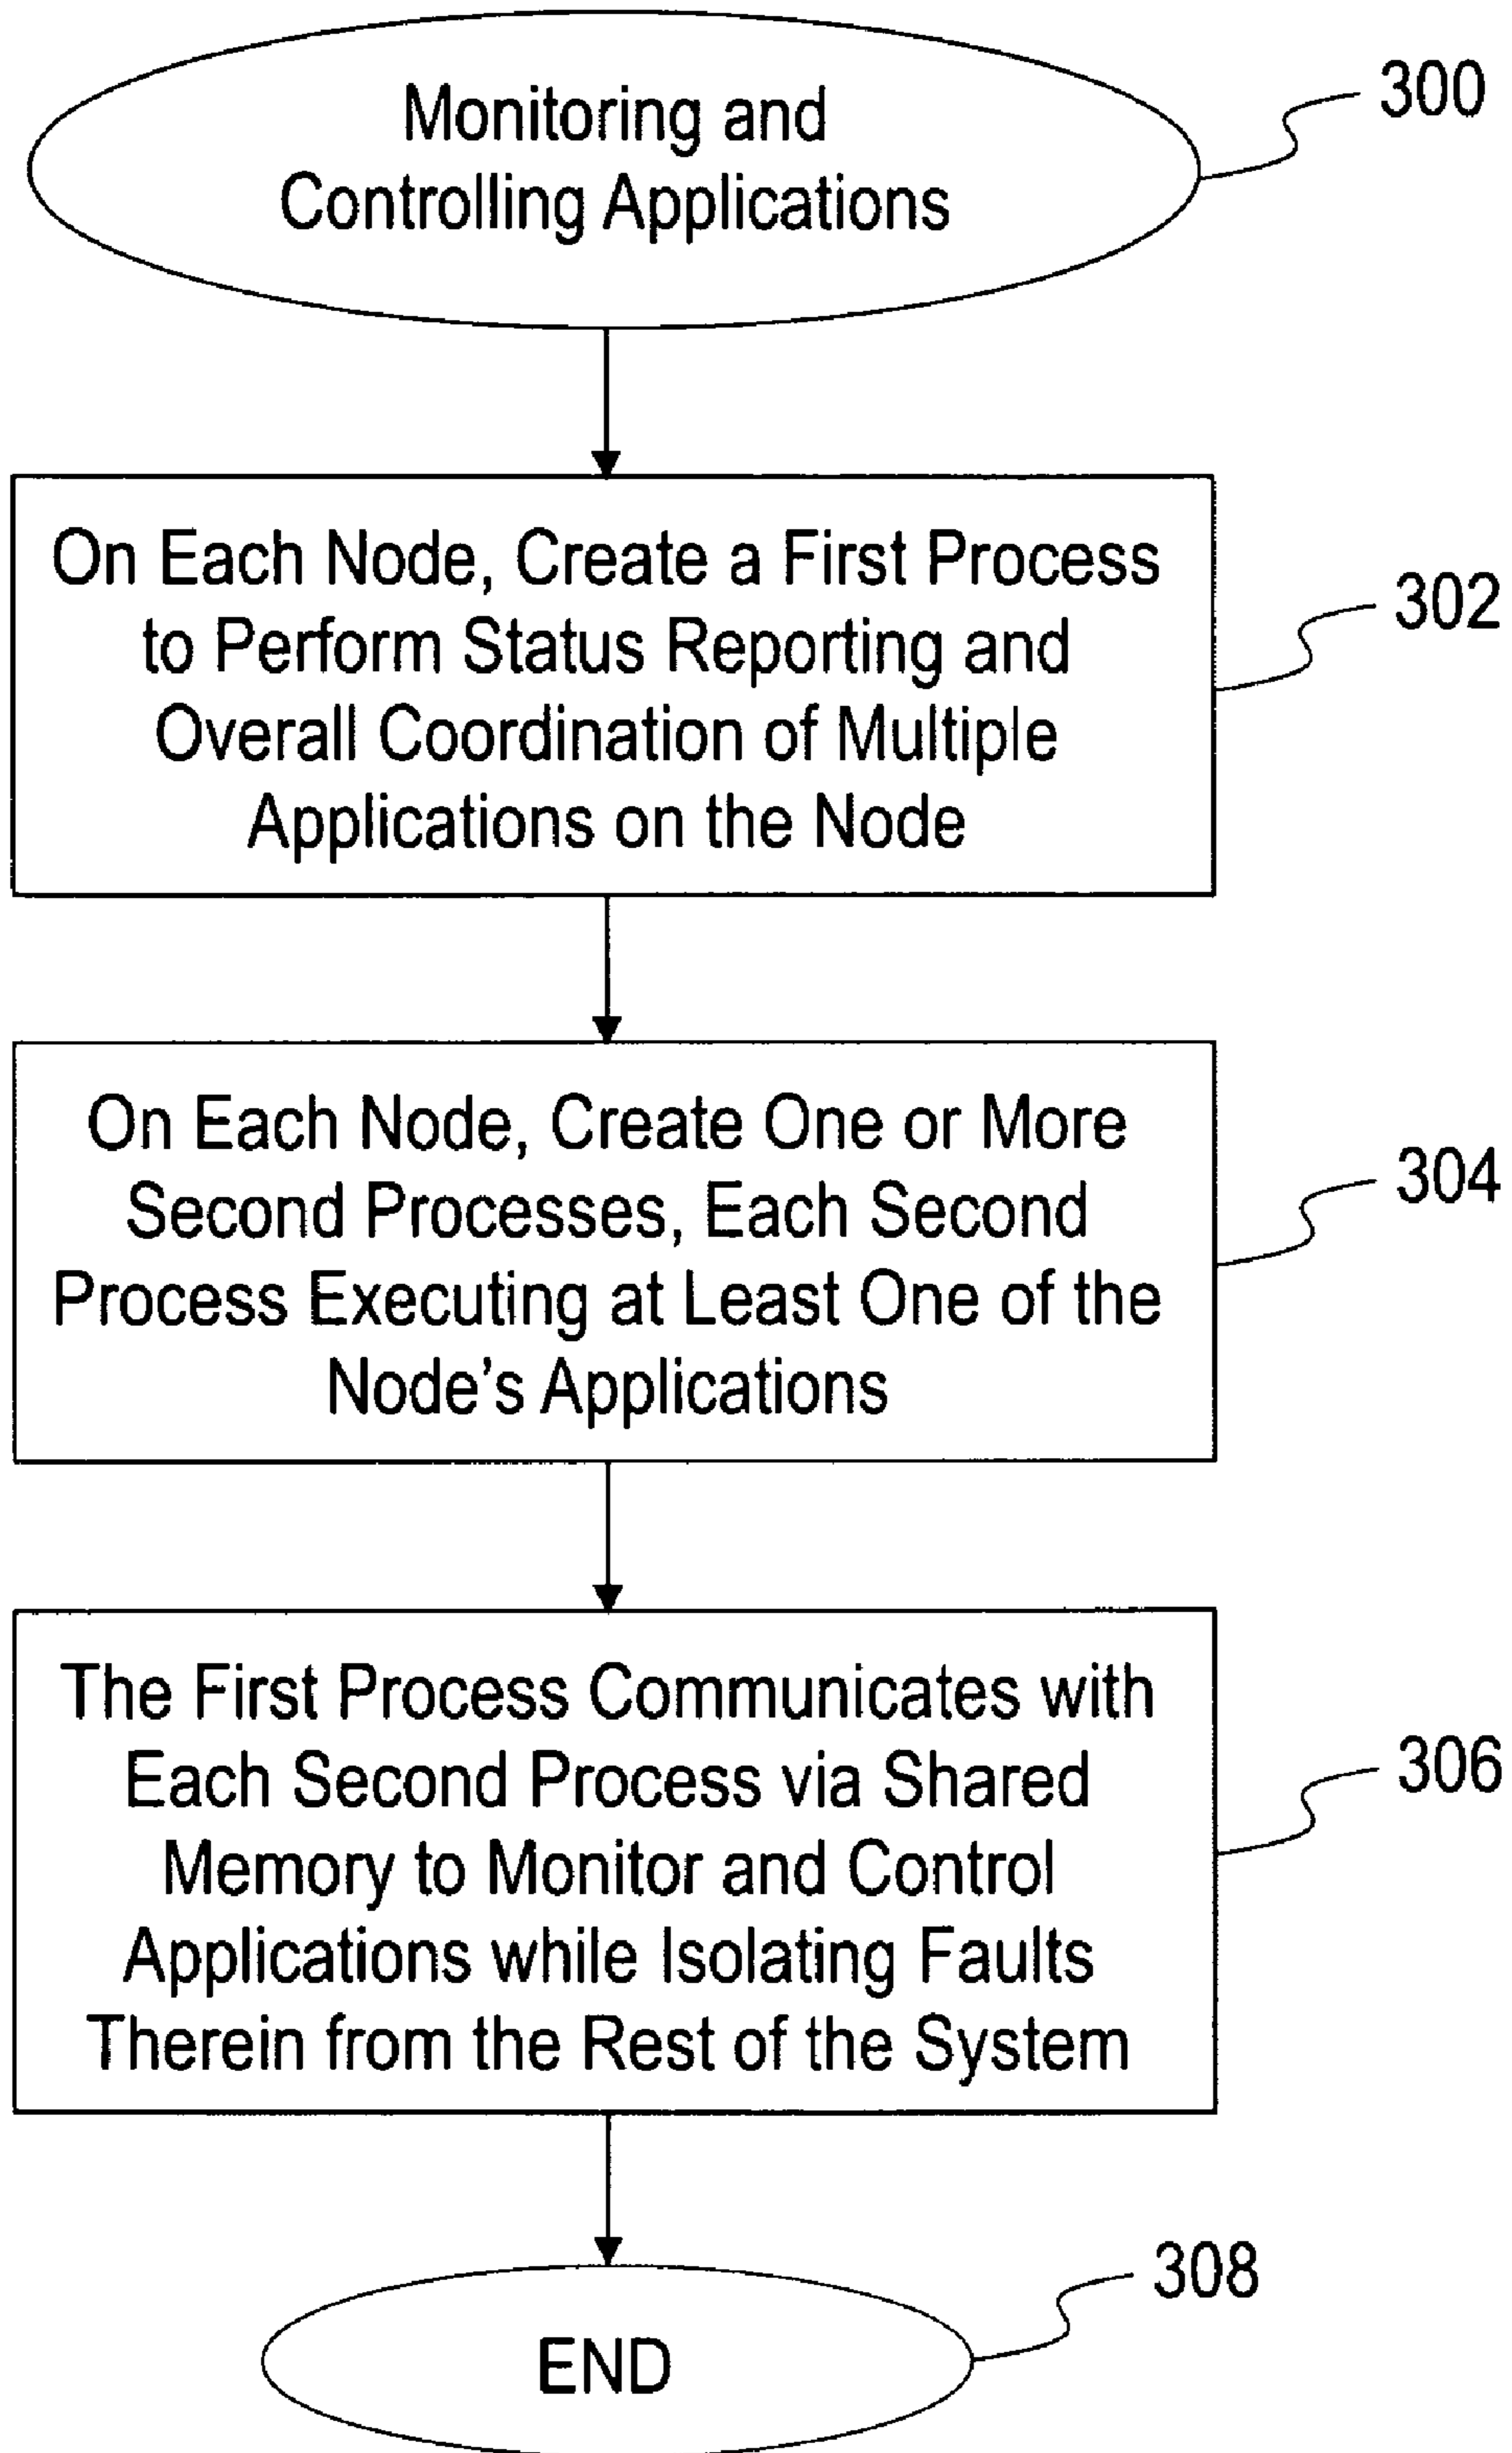 Monitoring and
Controlling Applications
300
On Each Node, Create a First Process
to Perform Status Reporting and
Overall Coordination of Multiple
Applications on the Node
302
On Each Node, Create One or More
Second Processes, Each Second
Process Executing at Least One of the
Node's Applications
304
The First Process Communicates with
Each Second Process via Shared
Memory to Monitor and Control
Applications while Isolating Faults
Therein from the Rest of the System
306
END
308